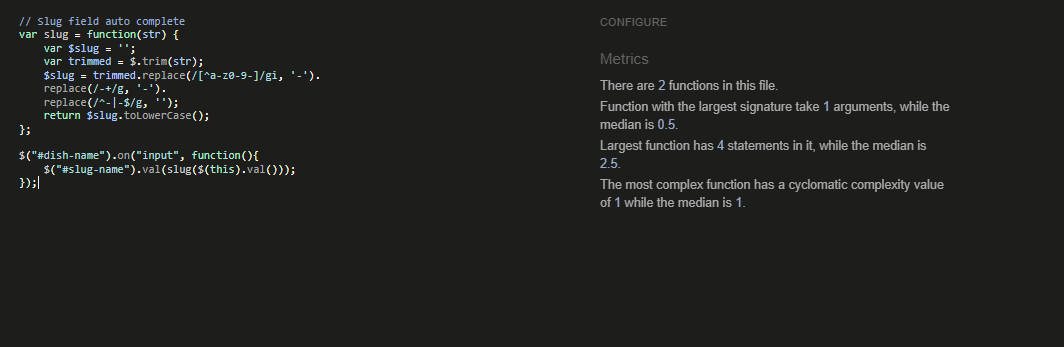 // Slug field auto complete
var slug = function(str) {
    var $slug = '';
    var trimmed = $.trim(str);
    $slug = trimmed.replace(/[^a-z0-9-]/gi, '-').
    replace(/-+/g, '-').
    replace(/^-|-$/g, '');
    return $slug.toLowerCase();
};

$("#dish-name").on("input", function(){
    $("#slug-name").val(slug($(this).val()));
});
CONFIGURE
Metrics
There are 2 functions in this file.
Function with the largest signature take 1 arguments, while the
median is 0.5.
Largest function has 4 statements in it, while the median is
2.5.
The most complex function has a cyclomatic complexity value
of 1 while the median is 1.